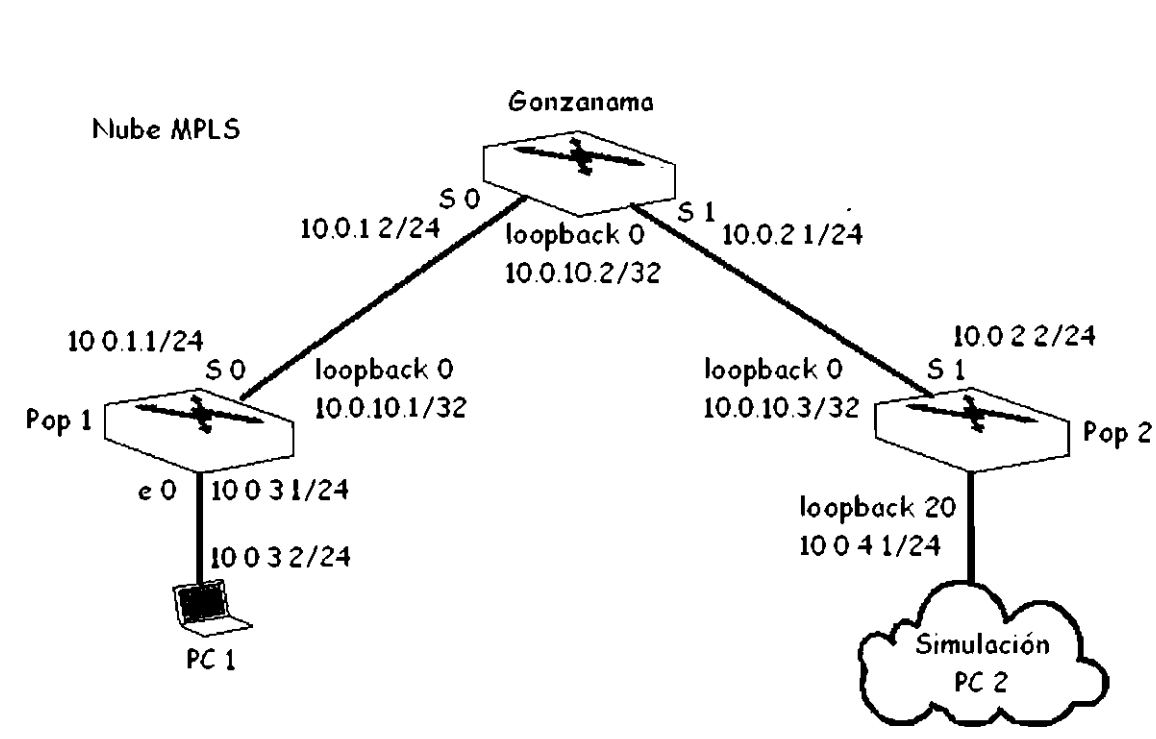 Gonzanama
Nube MPLS
S 0
10.0.1 2/24
loopback 0
10.0.10.2/32
S 1
10.0.2 1/24
10 0.1.1/24
S 0
loopback 0
10.0.10.1/32
Pop 1
loopback 0
10.0.10.3/32
10.0 2 2/24
S 1
Pop 2
e 0
10 0 3 1/24
10 0 3 2/24
PC 1
loopback 20
10 0 4 1/24
Simulación
PC 2